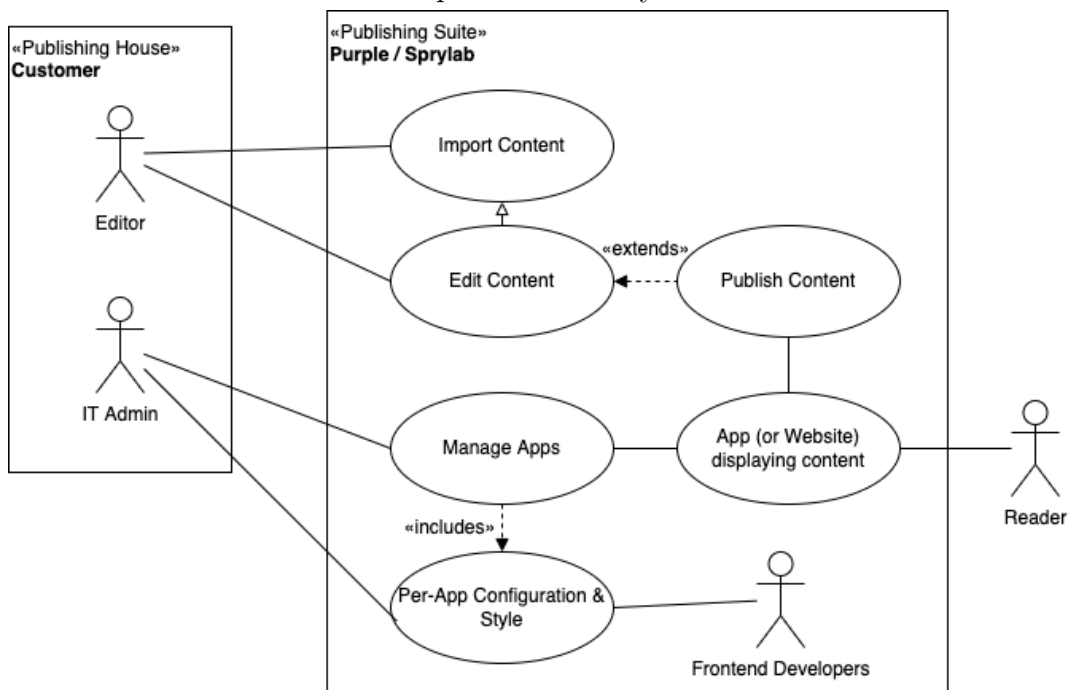 «Publishing House»
Customer
«Publishing Suite»
Purple / Sprylab
Import Content
Editor
«extends»
Edit Content
Publish Content
IT Admin
Manage Apps
App (or Website)
displaying content
Reader
«includes»
Per-App Configuration &
Style
Frontend Developers